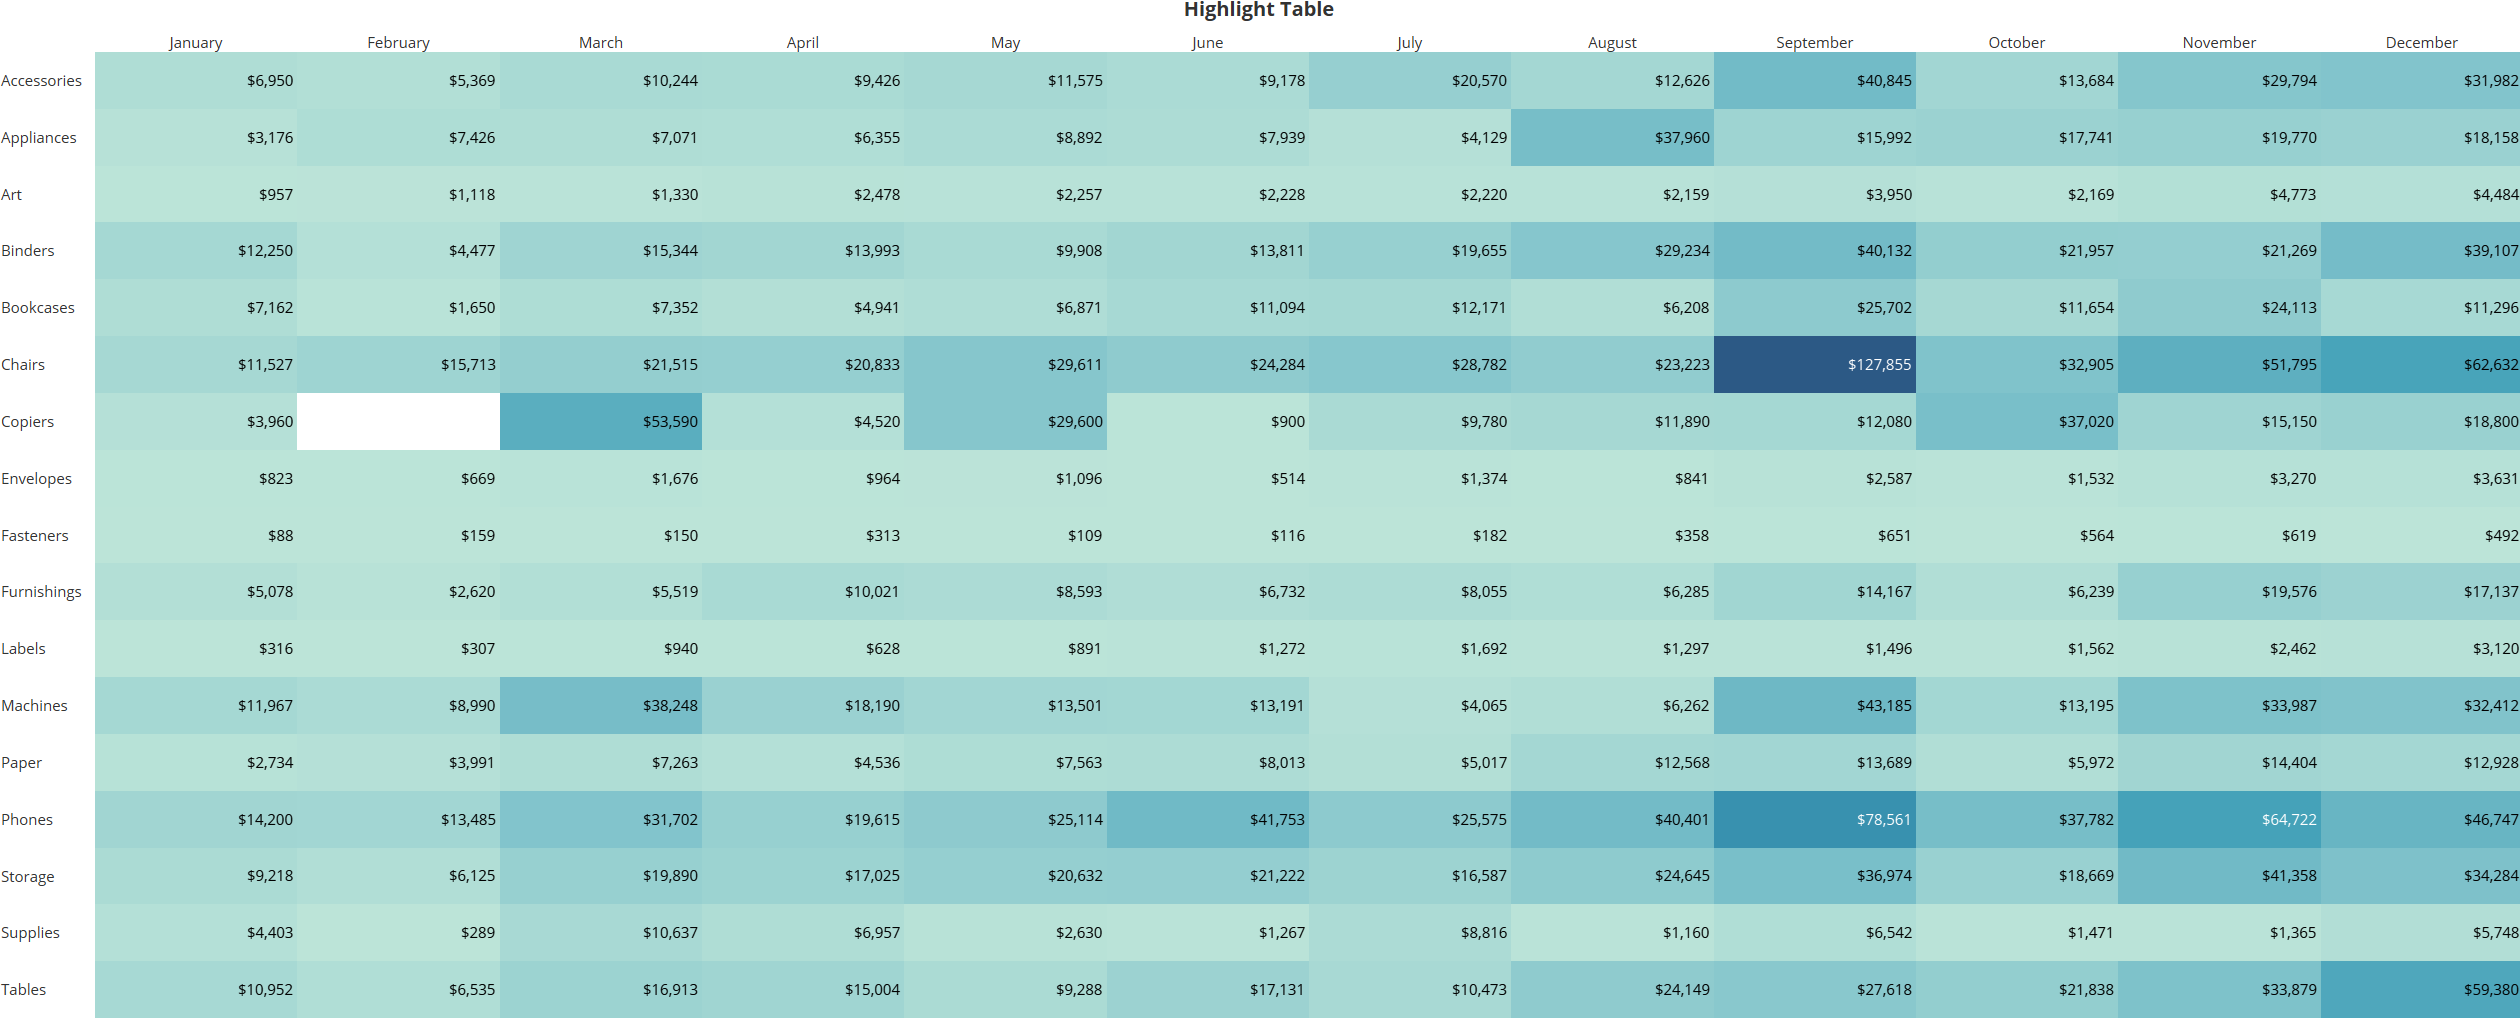 Highlight Table
January February March April May June July August September October November December
Accessories $6,950 $5,369 $10,244 $9,426 $11,575 $9,178 $20,570 $12,626 $40,845 $13,684 $29,794 $31,982
Appliances $3,176 $7,426 $7,071 $6,355 $8,892 $7,939 $4,129 $37,960 $15,992 $17,741 $19,770 $18,158
Art $957 $1,118 $1,330 $2,478 $2,257 $2,228 $2,220 $2,159 $3,950 $2,169 $4,773 $4,484
Binders $12,250 $4,477 $15,344 $13,993 $9,908 $13,811 $19,655 $29,234 $40,132 $21,957 $21,269 $39,107
Bookcases $7,162 $1,650 $7,352 $4,941 $6,871 $11,094 $12,171 $6,208 $25,702 $11,654 $24,113 $11,296
Chairs $11,527 $15,713 $21,515 $20,833 $29,611 $24,284 $28,782 $23,223 $127,855 $32,905 $51,795 $62,632
Copiers $3,960 $53,590 $4,520 $29,600 $900 $9,780 $11,890 $12,080 $37,020 $15,150 $18,800
Envelopes $823 $669 $1,676 $964 $1,096 $514 $1,374 $841 $2,587 $1,532 $3,270 $3,631
Fasteners $88 $159 $150 $313 $109 $116 $182 $358 $651 $564 $619 $492
Furnishings $5,078 $2,620 $5,519 $10,021 $8,593 $6,732 $8,055 $6,285 $14,167 $6,239 $19,576 $17,137
Labels $316 $307 $940 $628 $891 $1,272 $1,692 $1,297 $1,496 $1,562 $2,462 $3,120
Machines $11,967 $8,990 $38,248 $18,190 $13,501 $13,191 $4,065 $6,262 $43,185 $13,195 $33,987 $32,412
Paper $2,734 $3,991 $7,263 $4,536 $7,563 $8,013 $5,017 $12,568 $13,689 $5,972 $14,404 $12,928
Phones $14,200 $13,485 $31,702 $19,615 $25,114 $41,753 $25,575 $40,401 $78,561 $37,782 $64,722 $46,747
Storage $9,218 $6,125 $19,890 $17,025 $20,632 $21,222 $16,587 $24,645 $36,974 $18,669 $41,358 $34,284
Supplies $4,403 $289 $10,637 $6,957 $2,630 $1,267 $8,816 $1,160 $6,542 $1,471 $1,365 $5,748
Tables $10,952 $6,535 $16,913 $15,004 $9,288 $17,131 $10,473 $24,149 $27,618 $21,838 $33,879 $59,380